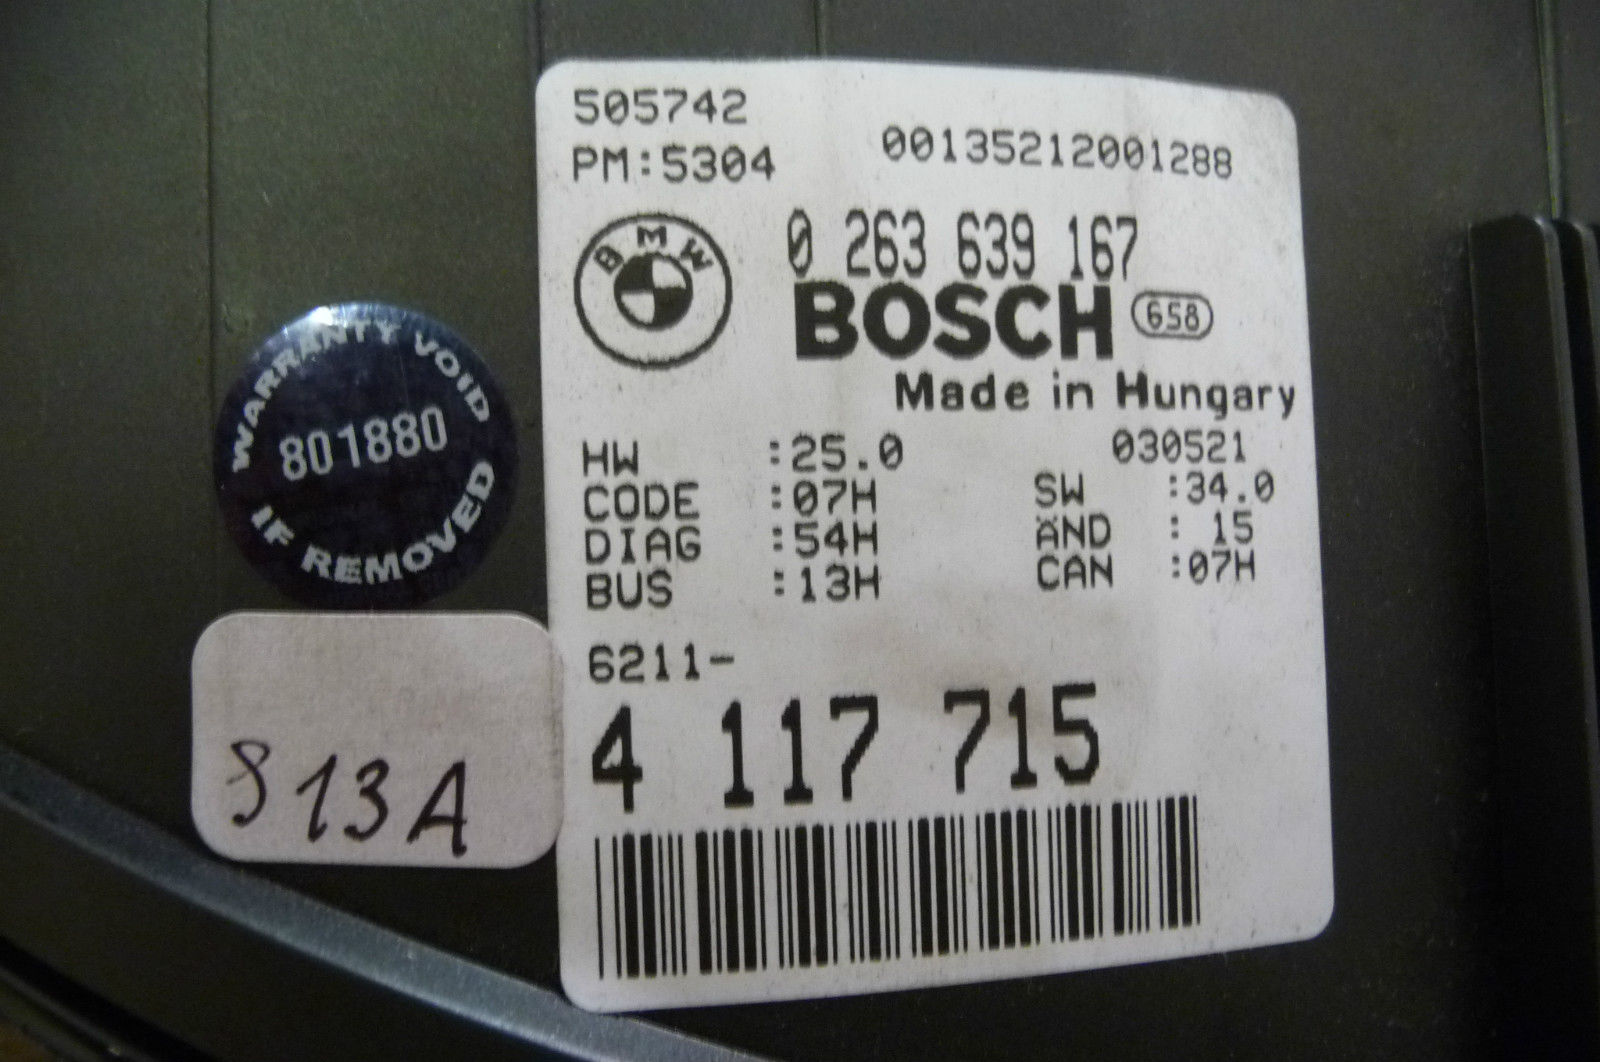 505742
PM:5304
00135212001288
BMW
0 263 639 167
BOSCH 658
Made in Hungary
HW :25.0 030521
CODE :07H SW :34.0
DIAG :54H ÄND : 15
BUS :13H CAN :07H
6211-
4 117 715
WARRANTY VOID
801880
IF REMOVED
813A